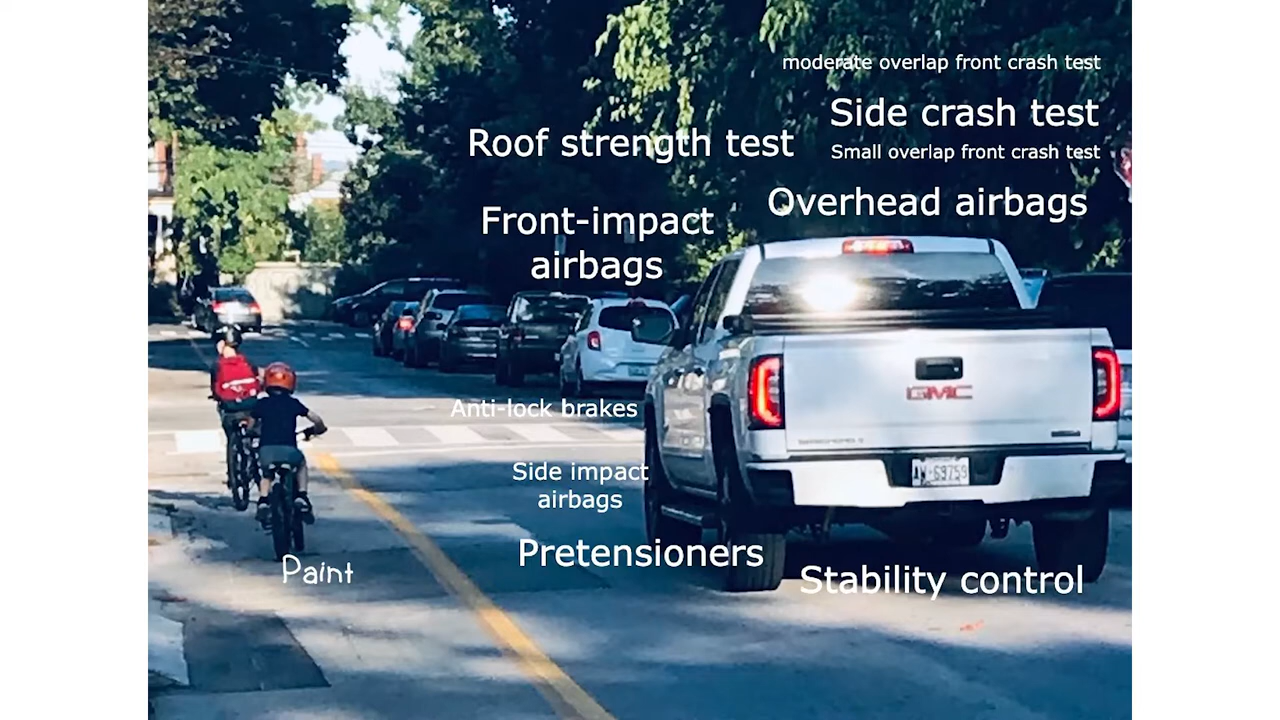 moderate overlap front crash test
Side crash test
Roof strength test
Small overlap front crash test
Overhead airbags
Front-impact
airbags
GMC
Anti-lock brakes
Side impact
airbags
Pretensioners
Paint
Stability control